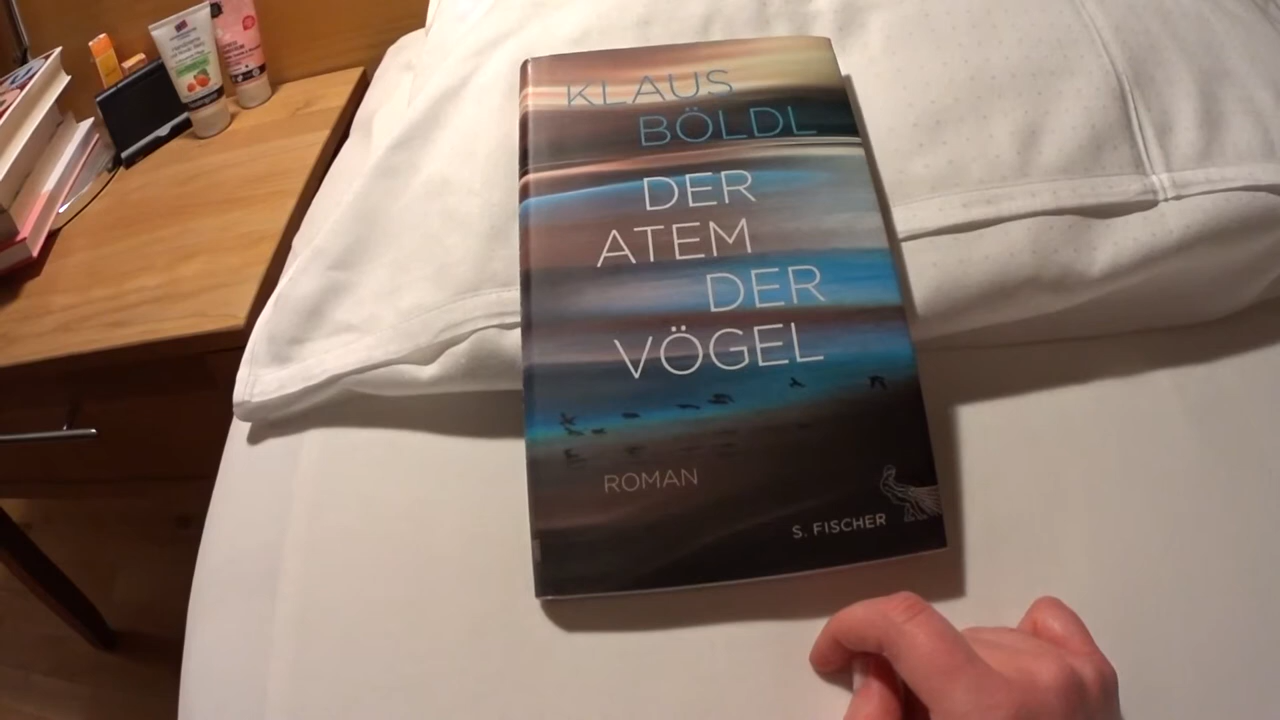 KLAUS
BÖLDL
DER
ATEM
DER
VÖGEL
ROMAN
S. FISCHER